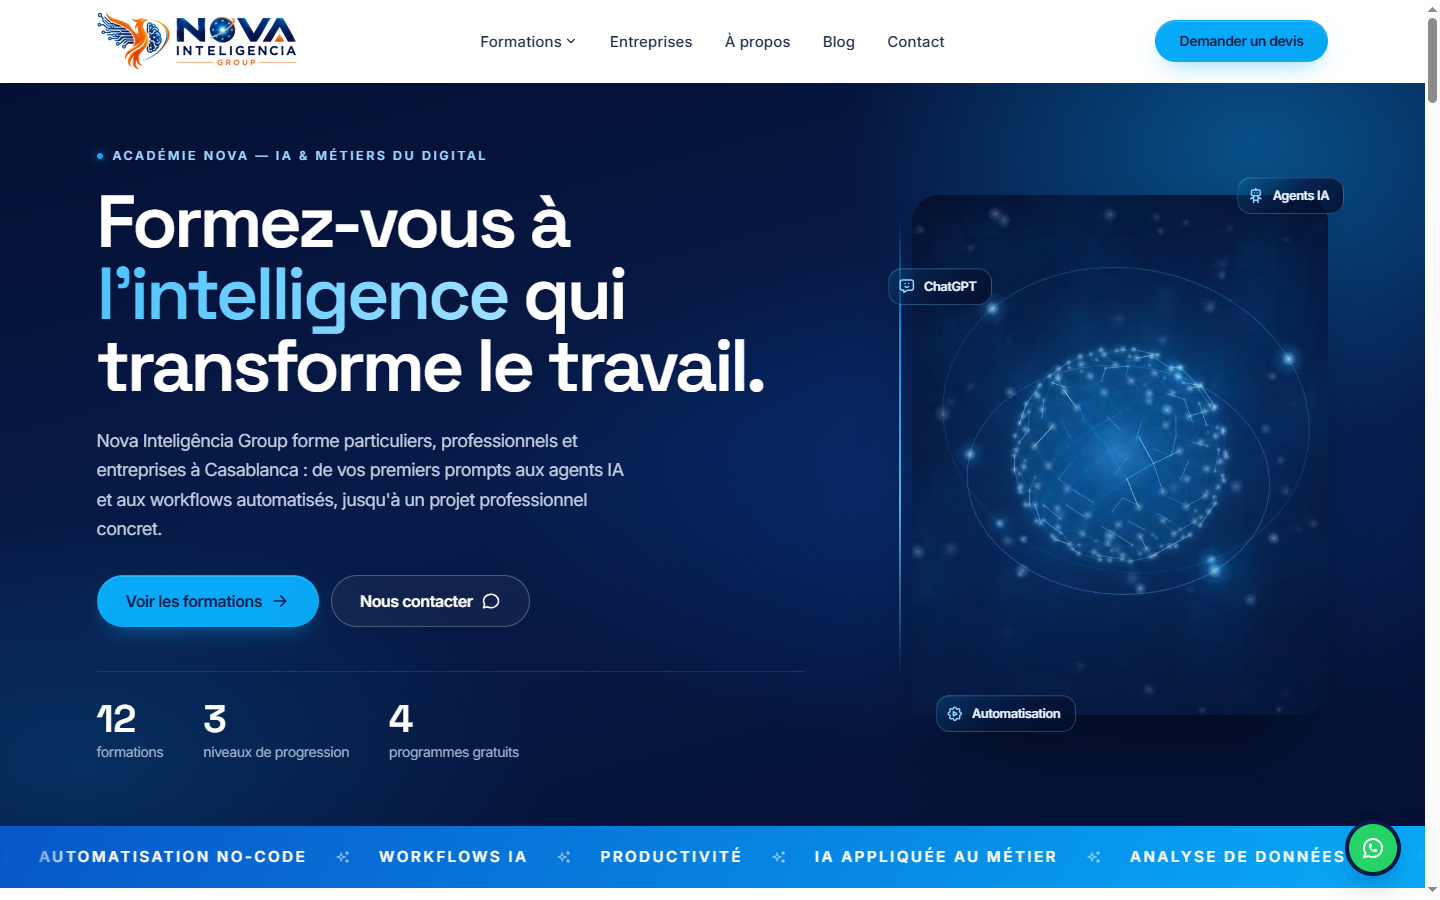 NOVA
INTELIGENCIA
GROUP
Formations
Entreprises
À propos
Blog
Contact
Demander un devis
ACADÉMIE NOVA — IA & MÉTIERS DU DIGITAL
Formez-vous à
l'intelligence qui
transforme le travail.
Nova Inteligência Group forme particuliers, professionnels et
entreprises à Casablanca : de vos premiers prompts aux agents IA
et aux workflows automatisés, jusqu'à un projet professionnel
concret.
Voir les formations
Nous contacter
12
formations
3
niveaux de progression
4
programmes gratuits
Agents IA
ChatGPT
Automatisation
AUTOMATISATION NO-CODE
WORKFLOWS IA
PRODUCTIVITÉ
IA APPLIQUÉE AU MÉTIER
ANALYSE DE DONNÉES